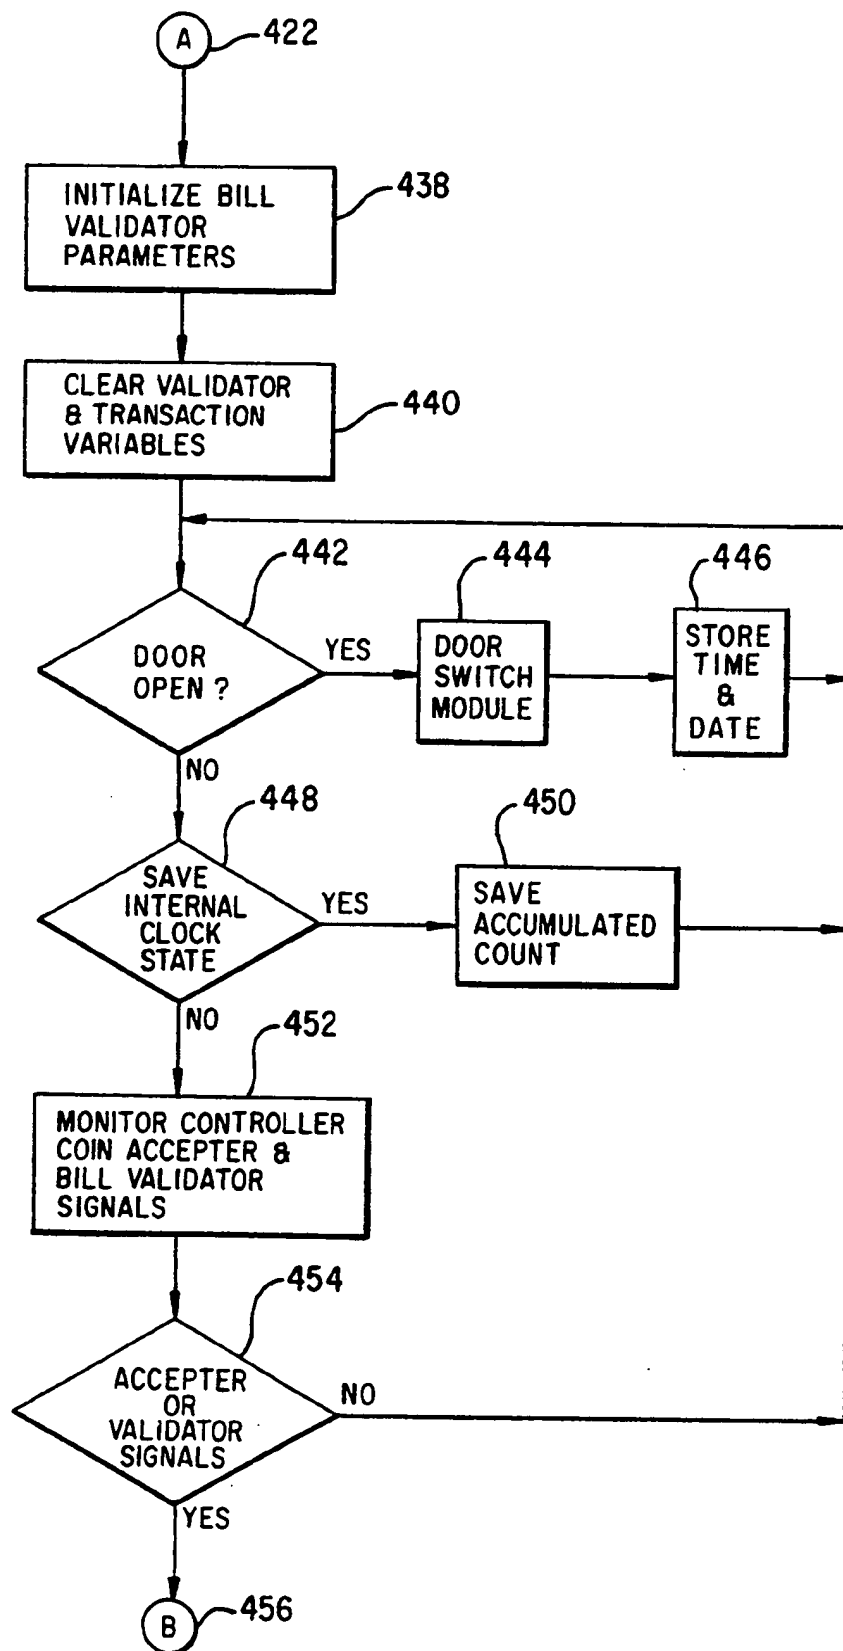 A
422
INITIALIZE BILL
VALIDATOR
PARAMETERS
438
CLEAR VALIDATOR
& TRANSACTION
VARIABLES
440
442
DOOR
OPEN ?
YES
444
DOOR
SWITCH
MODULE
446
STORE
TIME
&
DATE
NO
448
SAVE
INTERNAL
CLOCK
STATE
YES
450
SAVE
ACCUMULATED
COUNT
NO
452
MONITOR CONTROLLER
COIN ACCEPTER &
BILL VALIDATOR
SIGNALS
454
ACCEPTER
OR
VALIDATOR
SIGNALS
NO
YES
B
456